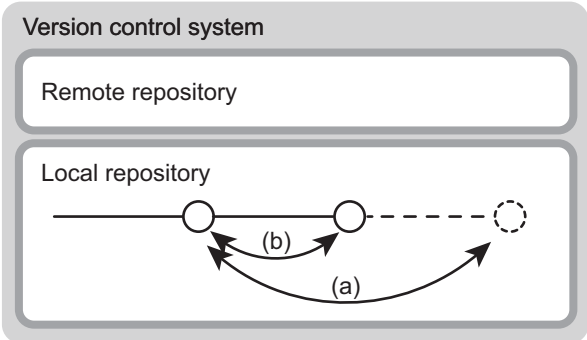 Version control system
Remote repository
Local repository
(b)
(a)